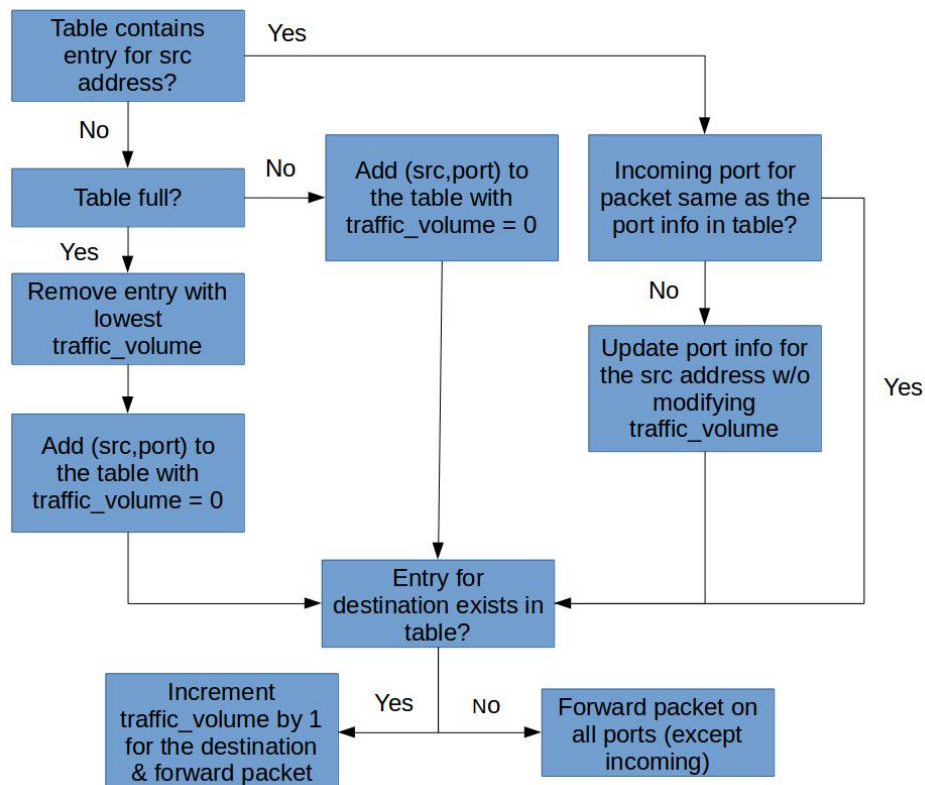 Table contains
entry for src
address?
Yes
No
Table full?
No
Add (src,port) to
the table with
traffic_volume = 0
Incoming port for
packet same as the
port info in table?
Yes
Remove entry with
lowest
traffic_volume
No
Update port info for
the src address w/o
modifying
traffic_volume
Yes
Add (src,port) to
the table with
traffic_volume = 0
Entry for
destination exists in
table?
Yes
No
Increment
traffic_volume by 1
for the destination
& forward packet
Forward packet on
all ports (except
incoming)